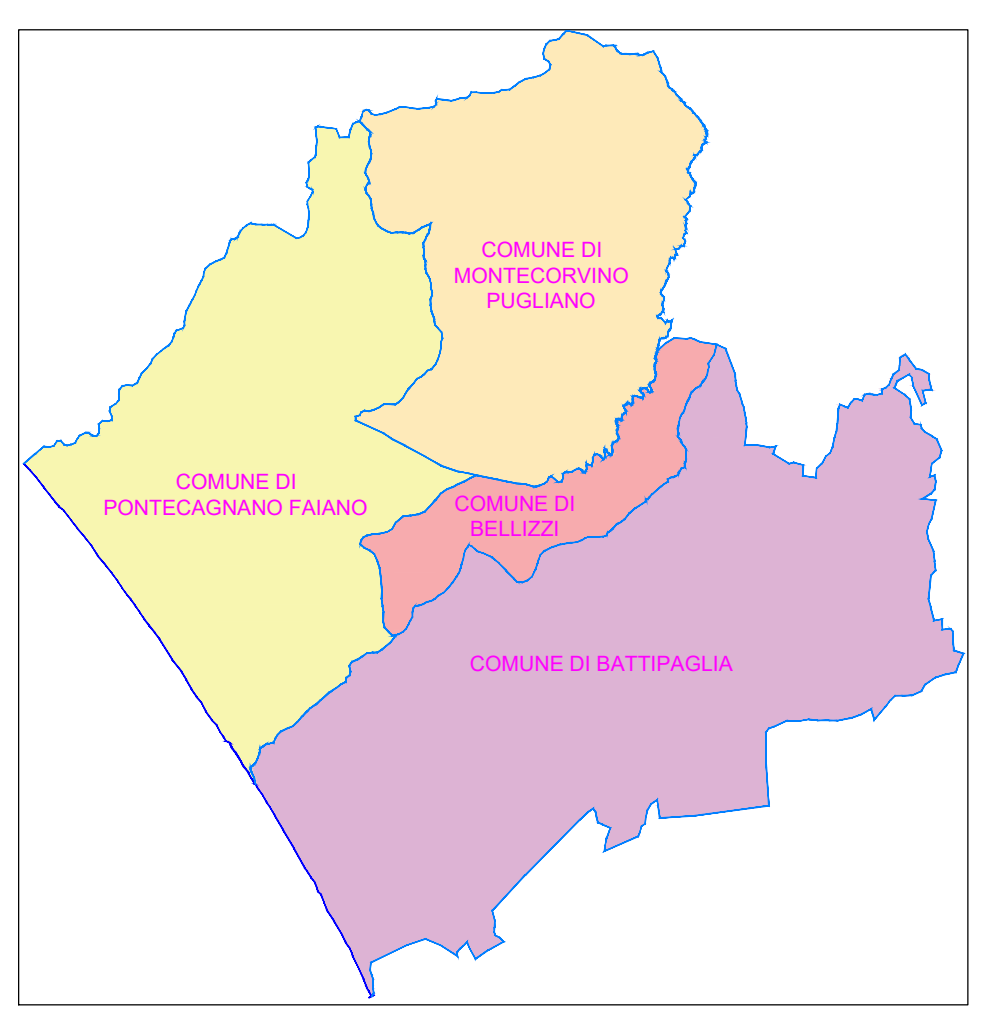 COMUNE DI
MONTECORVINO
PUGLIANO
COMUNE DI
PONTECAGNANO FAIANO
COMUNE DI
BELLIZZI
COMUNE DI BATTIPAGLIA